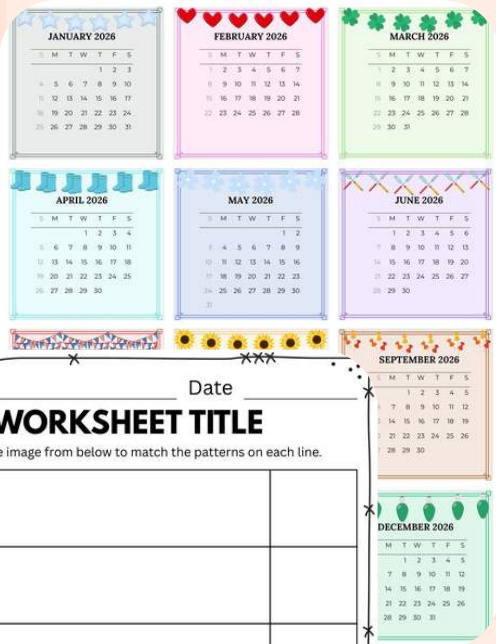 JANUARY 2026
S M T W T F S
1 2 3
4 5 6 7 8 9 10
11 12 13 14 15 16 17
18 19 20 21 22 23 24
25 26 27 28 29 30 31
FEBRUARY 2026
S M T W T F S
1 2 3 4 5 6 7
8 9 10 11 12 13 14
15 16 17 18 19 20 21
22 23 24 25 26 27 28
MARCH 2026
S M T W T F S
1 2 3 4 5 6 7
8 9 10 11 12 13 14
15 16 17 18 19 20 21
22 23 24 25 26 27 28
29 30 31
APRIL 2026
S M T W T F S
1 2 3 4
5 6 7 8 9 10 11
12 13 14 15 16 17 18
19 20 21 22 23 24 25
26 27 28 29 30
MAY 2026
S M T W T F S
1 2
3 4 5 6 7 8 9
10 11 12 13 14 15 16
17 18 19 20 21 22 23
24 25 26 27 28 29 30
31
JUNE 2026
S M T W T F S
1 2 3 4 5 6
7 8 9 10 11 12 13
14 15 16 17 18 19 20
21 22 23 24 25 26 27
28 29 30
SEPTEMBER 2026
M T W T F S
1 2 3 4 5
7 8 9 10 11 12
14 15 16 17 18 19
21 22 23 24 25 26
28 29 30
DECEMBER 2026
M T W T F S
1 2 3 4 5
7 8 9 10 11 12
14 15 16 17 18 19
21 22 23 24 25 26
28 29 30 31
Date
WORKSHEET TITLE
image from below to match the patterns on each line.